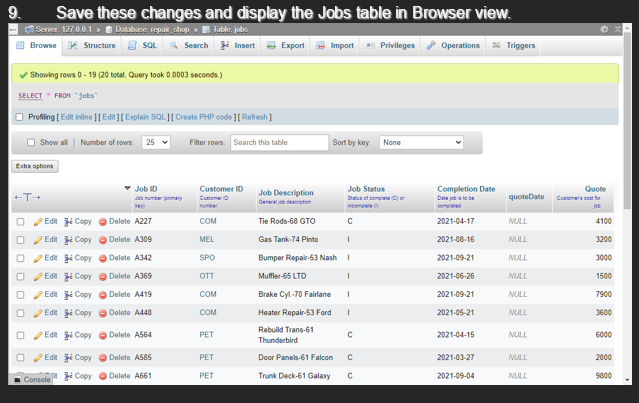 9. Save these changes and display the Jobs table in Browser view.
Server: 127.0.0.1 » Database: repair_shop » Table: jobs
Browse Structure SQL Search Insert Export Import Privileges Operations Triggers
Showing rows 0 - 19 (20 total, Query took 0.0003 seconds.)
SELECT * FROM `jobs`
Profiling [ Edit inline ] [ Edit ] [ Explain SQL ] [ Create PHP code ] [ Refresh ]
Show all Number of rows: 25 Filter rows: Search this table Sort by key: None
Extra options
Job ID Customer ID Job Description Job Status Completion Date quoteDate Quote
Job number (primary key) Customer ID number General job description Status of complete (C) or incomplete (I) Date job is to be completed Customer's cost for job
Edit Copy Delete A227 COM Tie Rods-68 GTO C 2021-04-17 NULL 4100
Edit Copy Delete A309 MEL Gas Tank-74 Pinto I 2021-08-16 NULL 3200
Edit Copy Delete A342 SPO Bumper Repair-53 Nash I 2021-09-21 NULL 3000
Edit Copy Delete A369 OTT Muffler-65 LTD I 2021-06-26 NULL 1500
Edit Copy Delete A419 COM Brake Cyl.-70 Fairlane I 2021-09-21 NULL 7900
Edit Copy Delete A448 COM Heater Repair-53 Ford I 2021-05-21 NULL 3600
Edit Copy Delete A564 PET Rebuild Trans-61 Thunderbird C 2021-04-15 NULL 6000
Edit Copy Delete A585 PET Door Panels-61 Falcon C 2021-03-27 NULL 2000
Edit Copy Delete A661 PET Trunk Deck-61 Galaxy C 2021-09-04 NULL 9800
Console